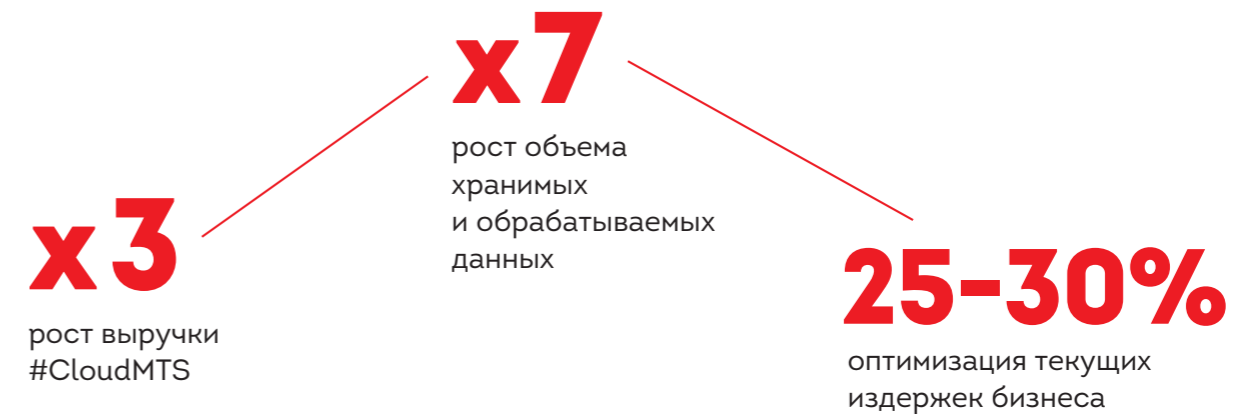 x3
рост выручки
#CloudMTS
x7
рост объема
хранимых
и обрабатываемых
данных
25-30%
оптимизация текущих
издержек бизнеса